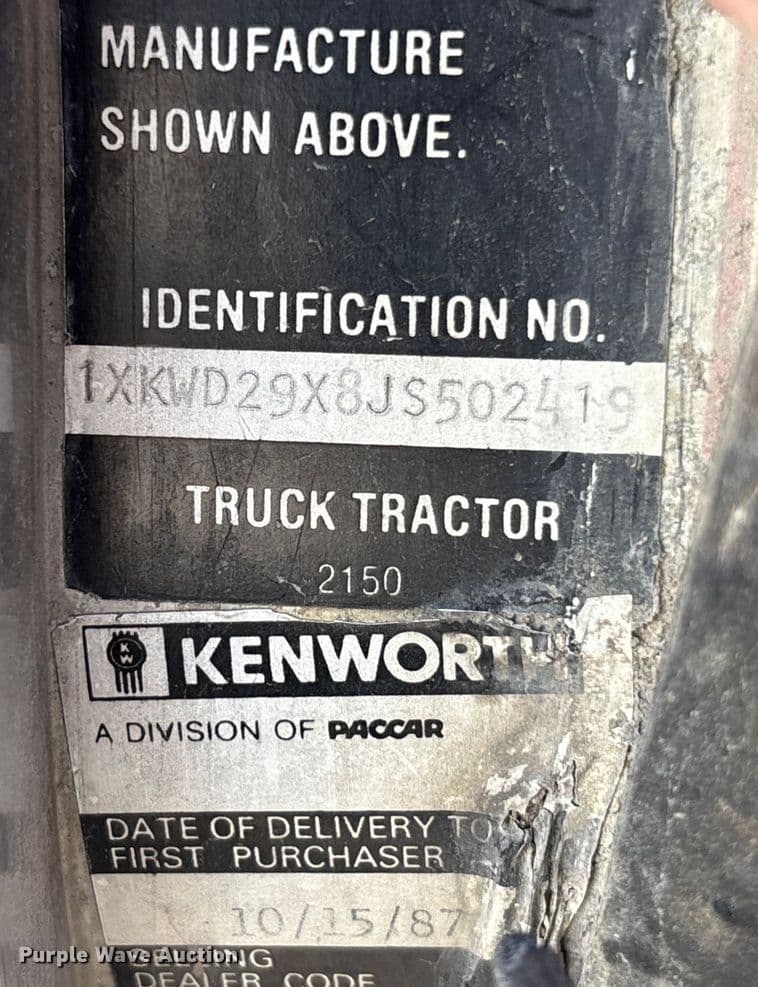 MANUFACTURE
SHOWN ABOVE.
IDENTIFICATION NO.
1XKWD29X8JS502419
TRUCK TRACTOR
2150
KW
KENWORTH
A DIVISION OF PACCAR
DATE OF DELIVERY TO
FIRST PURCHASER
10/15/87
Purple Wave Auction
DEALER CODE